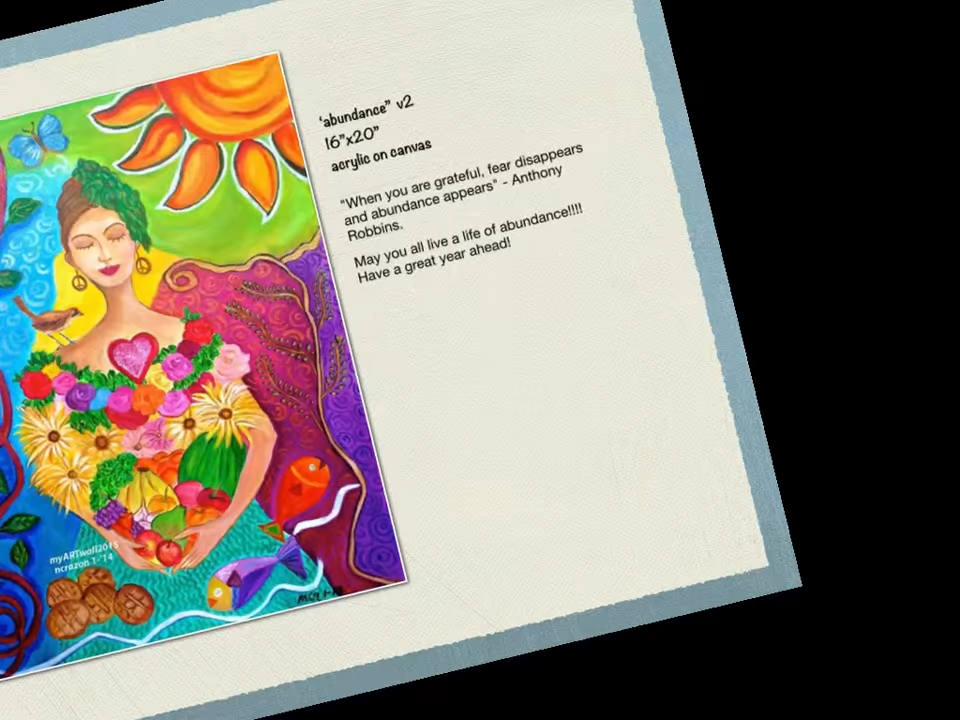 ‘abundance” v2
16”x20”
acrylic on canvas
“When you are grateful, fear disappears
and abundance appears” - Anthony
Robbins.
May you all live a life of abundance!!!!
Have a great year ahead!
myARTwall2015
ncrazon 1-'14